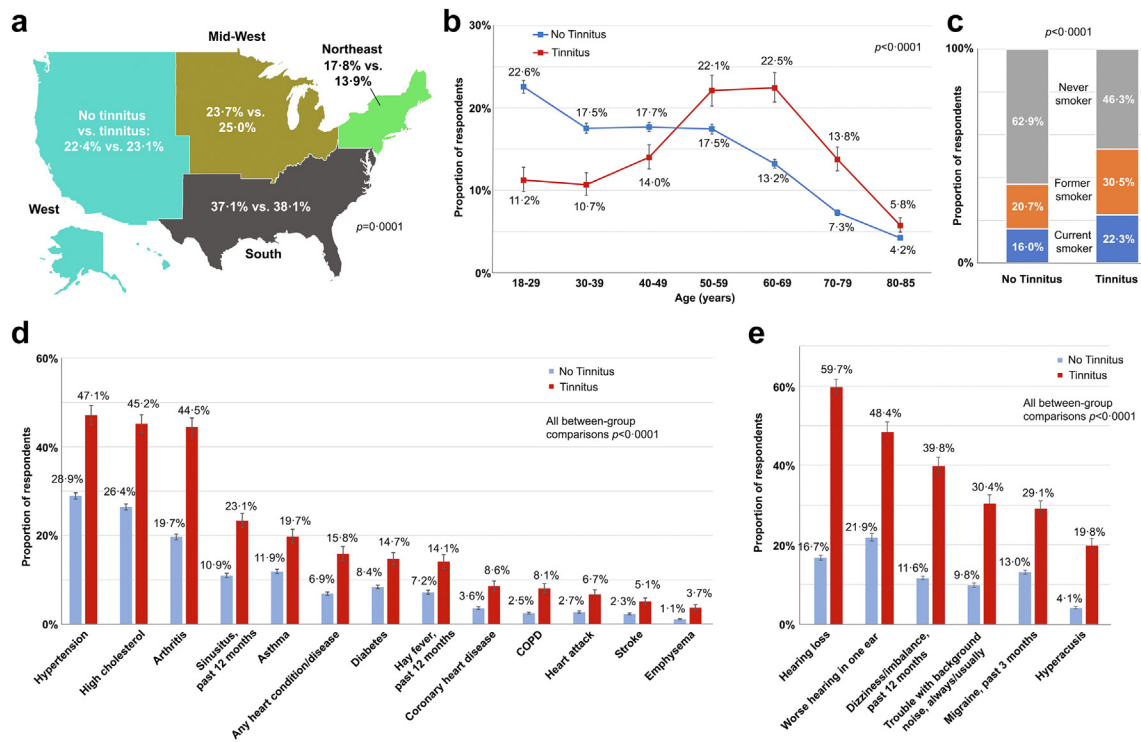 a
Mid-West
Northeast
17·8% vs.
13·9%
No tinnitus
vs. tinnitus:
22·4% vs. 23·1%
23·7% vs.
25·0%
West
37·1% vs. 38·1%
South
p=0·0001
b
Proportion of respondents
30%
20%
10%
0%
No Tinnitus
Tinnitus
p<0·0001
22·6%
17·5%
17·7%
22·1%
22·5%
13·8%
5·8%
11·2%
10·7%
14·0%
17·5%
13·2%
7·3%
4·2%
18-29
30-39
40-49
50-59
60-69
70-79
80-85
Age (years)
c
p<0·0001
Proportion of respondents
100%
0%
62·9%
20·7%
16·0%
Never
smoker
Former
smoker
Current
smoker
46·3%
30·5%
22·3%
No Tinnitus
Tinnitus
d
Proportion of respondents
60%
40%
20%
0%
No Tinnitus
Tinnitus
All between-group
comparisons p<0·0001
28·9%
47·1%
26·4%
45·2%
19·7%
44·5%
10·9%
23·1%
11·9%
19·7%
6·9%
15·8%
8·4%
14·7%
7·2%
14·1%
3·6%
8·6%
2·5%
8·1%
2·7%
6·7%
2·3%
5·1%
1·1%
3·7%
Hypertension
High cholesterol
Arthritis
Sinusitus,
past 12 months
Asthma
Any heart condition/disease
Diabetes
Hay fever,
past 12 months
Coronary heart disease
COPD
Heart attack
Stroke
Emphysema
e
Proportion of respondents
60%
40%
20%
0%
No Tinnitus
Tinnitus
All between-group
comparisons p<0·0001
16·7%
59·7%
21·9%
48·4%
11·6%
39·8%
9·8%
30·4%
13·0%
29·1%
4·1%
19·8%
Hearing loss
Worse hearing in one ear
Dizziness/imbalance,
past 12 months
Trouble with background
noise, always/usually
Migraine, past 3 months
Hyperacusis